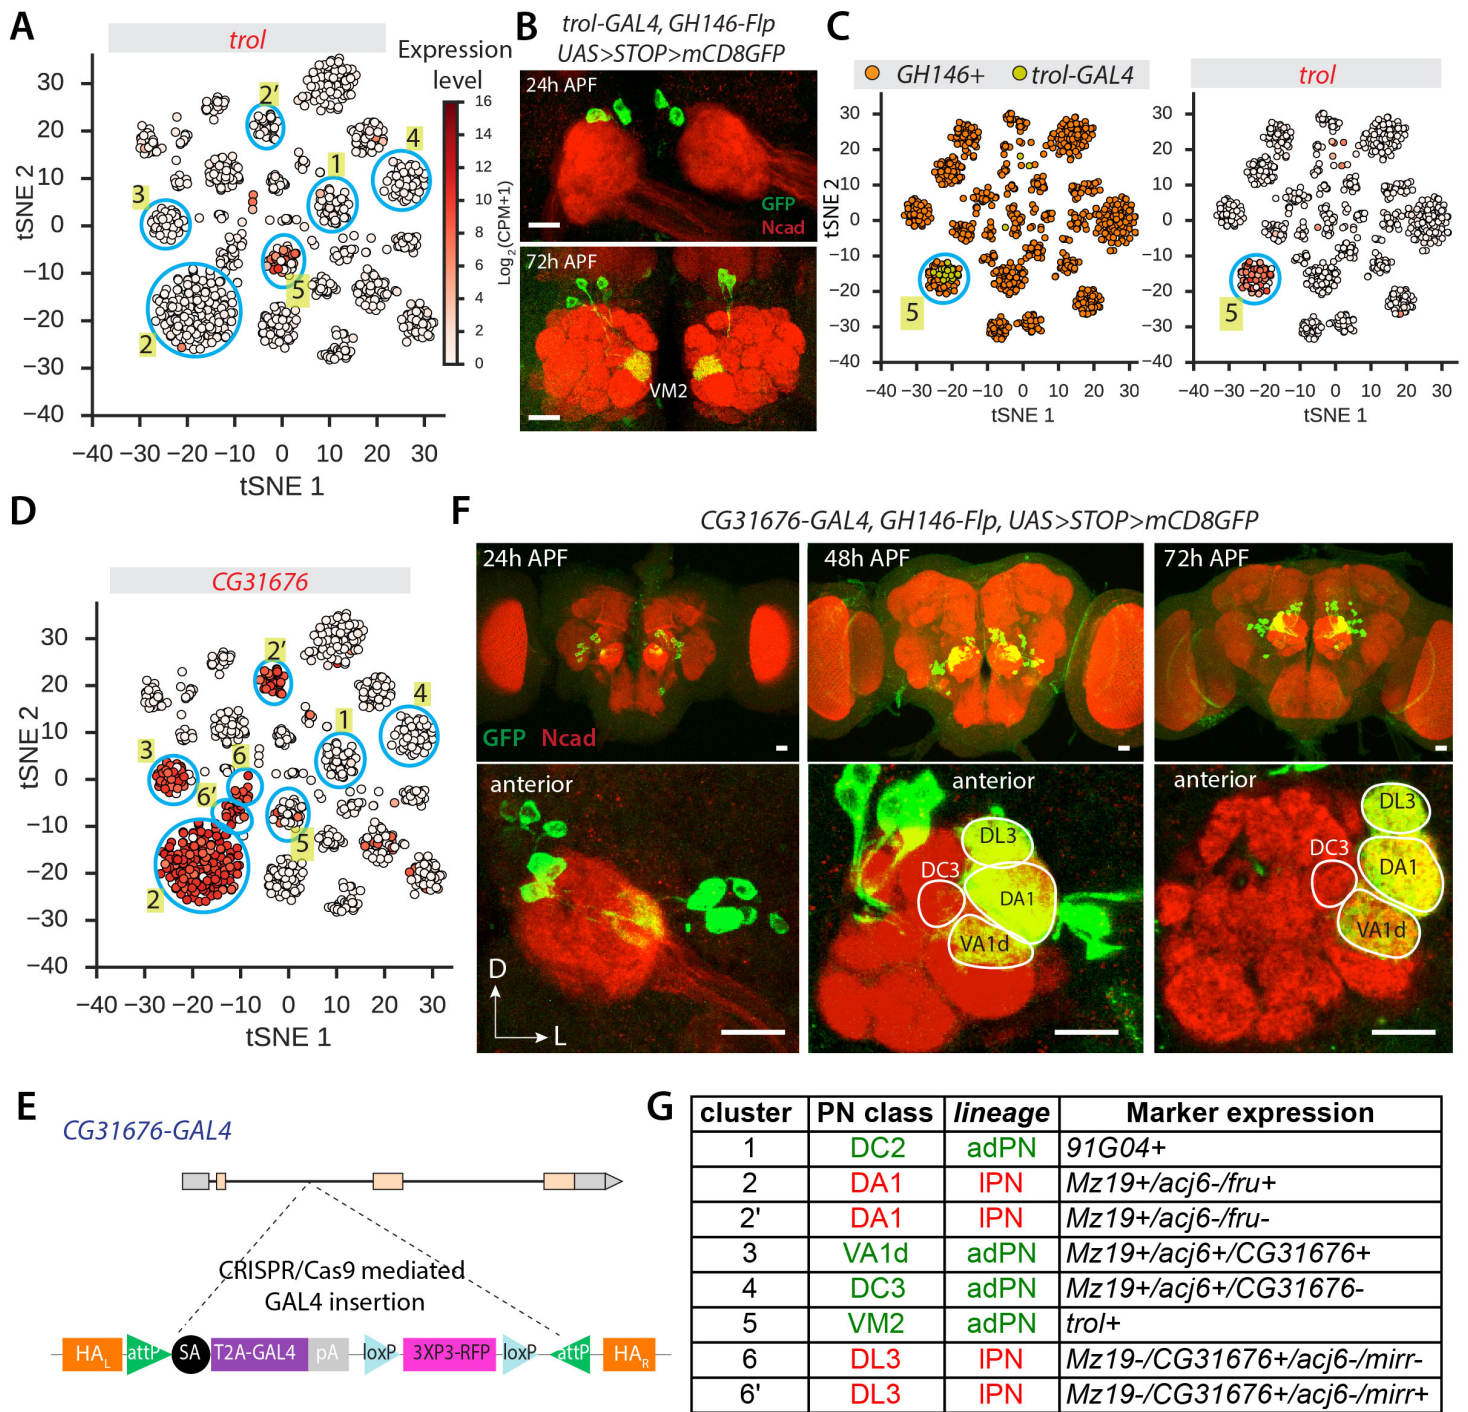 A
trol
Expression
level
16
14
12
10
8
6
4
2
0
Log2(CPM+1)
30
20
10
0
−10
−20
−30
−40
tSNE 2
−40 −30 −20 −10 0 10 20 30
tSNE 1
2'
4
1
3
5
2
B
trol-GAL4, GH146-Flp
UAS>STOP>mCD8GFP
24h APF
GFP
Ncad
72h APF
VM2
C
GH146+ trol-GAL4
30
20
10
0
−10
−20
−30
−40
tSNE 2
−40 −30 −20 −10 0 10 20 30
tSNE 1
5
trol
30
20
10
0
−10
−20
−30
−40
−40 −30 −20 −10 0 10 20 30
tSNE 1
5
D
CG31676
30
20
10
0
−10
−20
−30
−40
tSNE 2
−40 −30 −20 −10 0 10 20 30
tSNE 1
2'
4
1
3
6
6'
5
2
F
CG31676-GAL4, GH146-Flp, UAS>STOP>mCD8GFP
24h APF
GFP Ncad
48h APF
72h APF
anterior
D
L
anterior
DL3
DC3
DA1
VA1d
anterior
DL3
DC3
DA1
VA1d
E
CG31676-GAL4
CRISPR/Cas9 mediated
GAL4 insertion
HAL attP SA T2A-GAL4 pA loxP 3XP3-RFP loxP attP HAR
G
cluster PN class lineage Marker expression
1 DC2 adPN 91G04+
2 DA1 lPN Mz19+/acj6-/fru+
2' DA1 lPN Mz19+/acj6-/fru-
3 VA1d adPN Mz19+/acj6+/CG31676+
4 DC3 adPN Mz19+/acj6+/CG31676-
5 VM2 adPN trol+
6 DL3 lPN Mz19-/CG31676+/acj6-/mirr-
6' DL3 lPN Mz19-/CG31676+/acj6-/mirr+